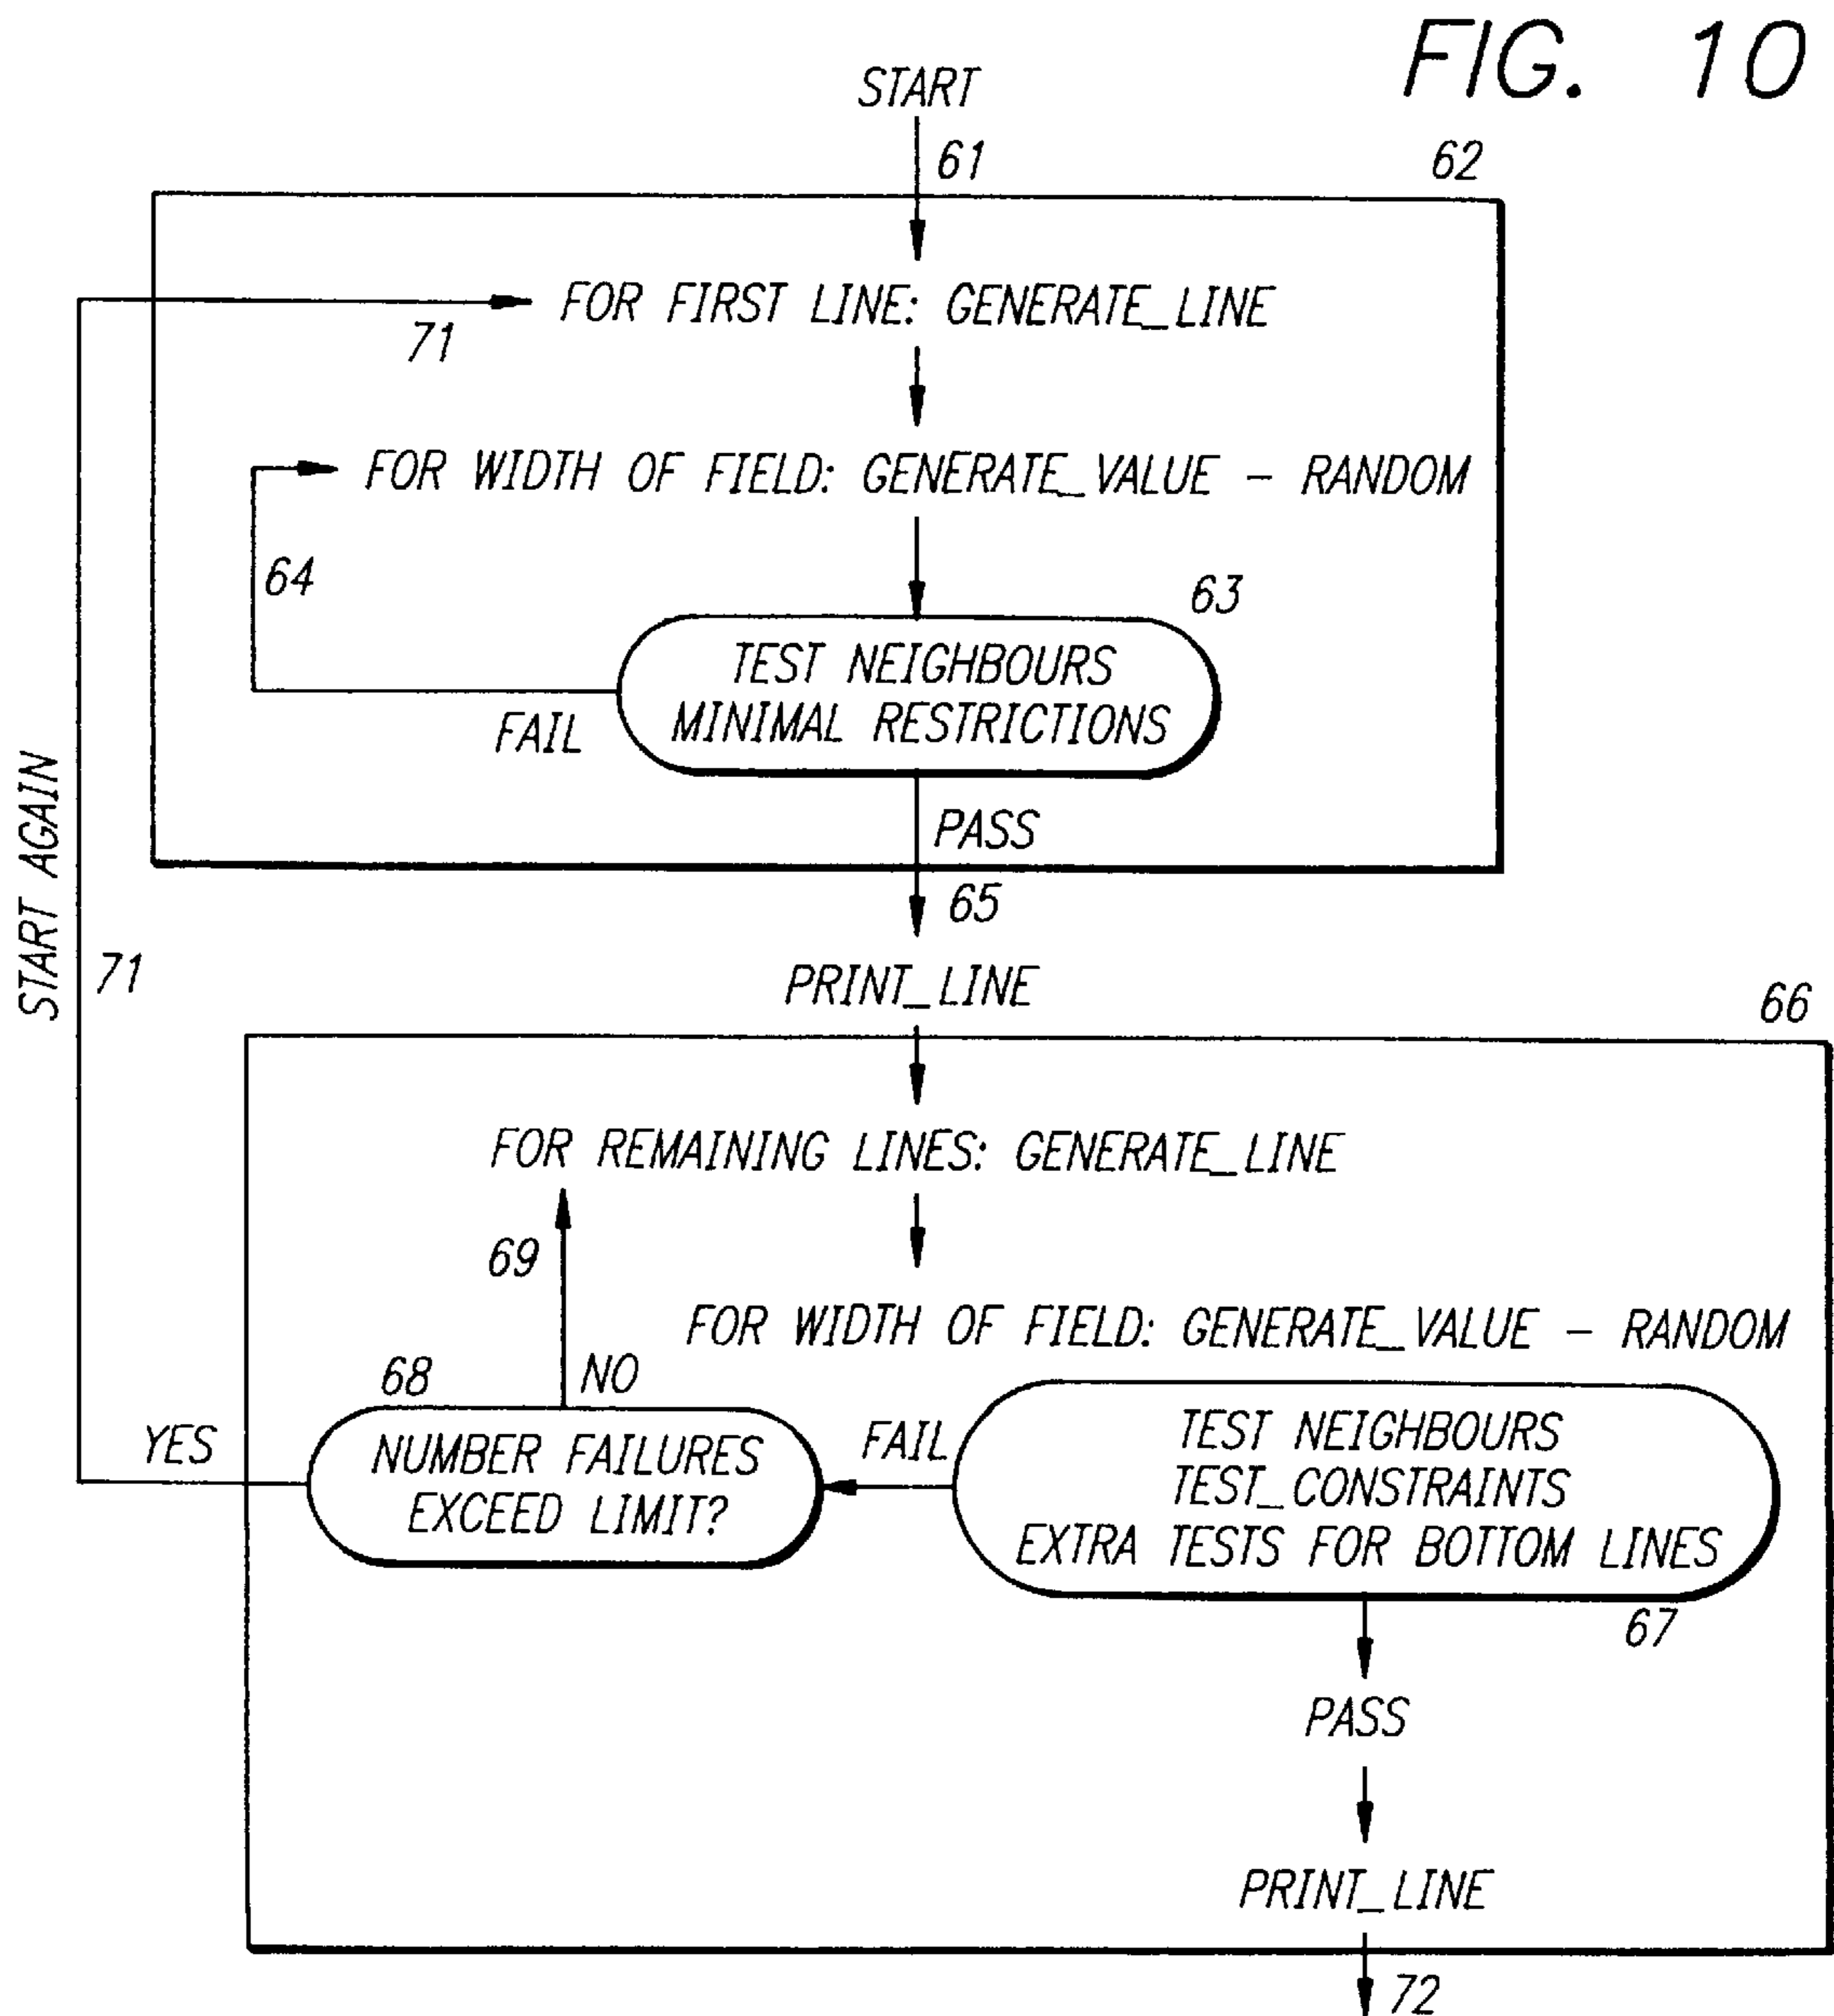 FIG. 10
START
61
62
FOR FIRST LINE: GENERATE_LINE
71
FOR WIDTH OF FIELD: GENERATE_VALUE - RANDOM
64
63
TEST NEIGHBOURS
MINIMAL RESTRICTIONS
FAIL
PASS
65
START AGAIN
71
PRINT_LINE
66
FOR REMAINING LINES: GENERATE_LINE
69
FOR WIDTH OF FIELD: GENERATE_VALUE - RANDOM
68
NO
YES
NUMBER FAILURES
EXCEED LIMIT?
FAIL
TEST NEIGHBOURS
TEST_CONSTRAINTS
EXTRA TESTS FOR BOTTOM LINES
67
PASS
PRINT_LINE
72